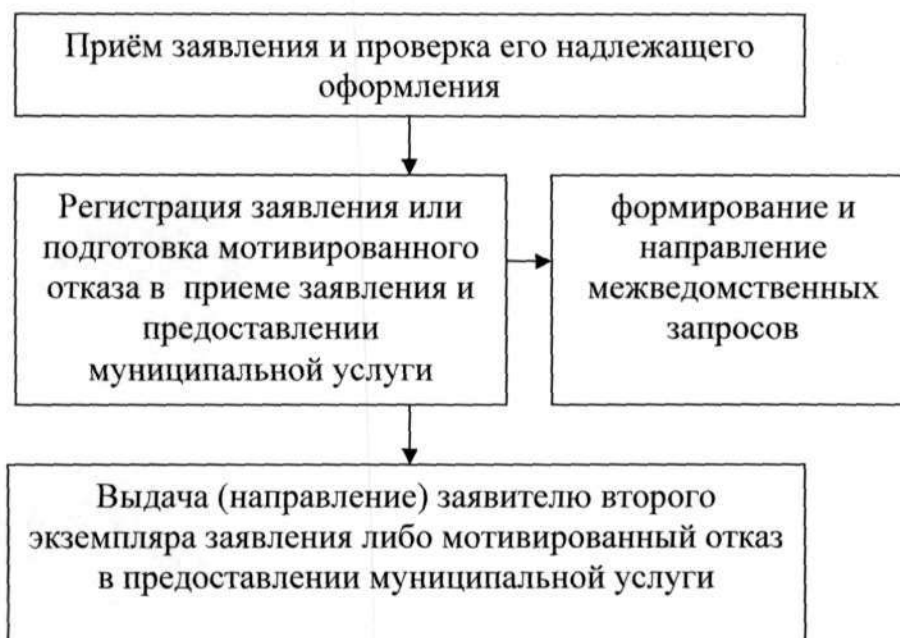 Приём заявления и проверка его надлежащего
оформления
Регистрация заявления или
подготовка мотивированного
отказа в приеме заявления и
предоставлении
муниципальной услуги
формирование и
направление
межведомственных
запросов
Выдача (направление) заявителю второго
экземпляра заявления либо мотивированный отказ
в предоставлении муниципальной услуги